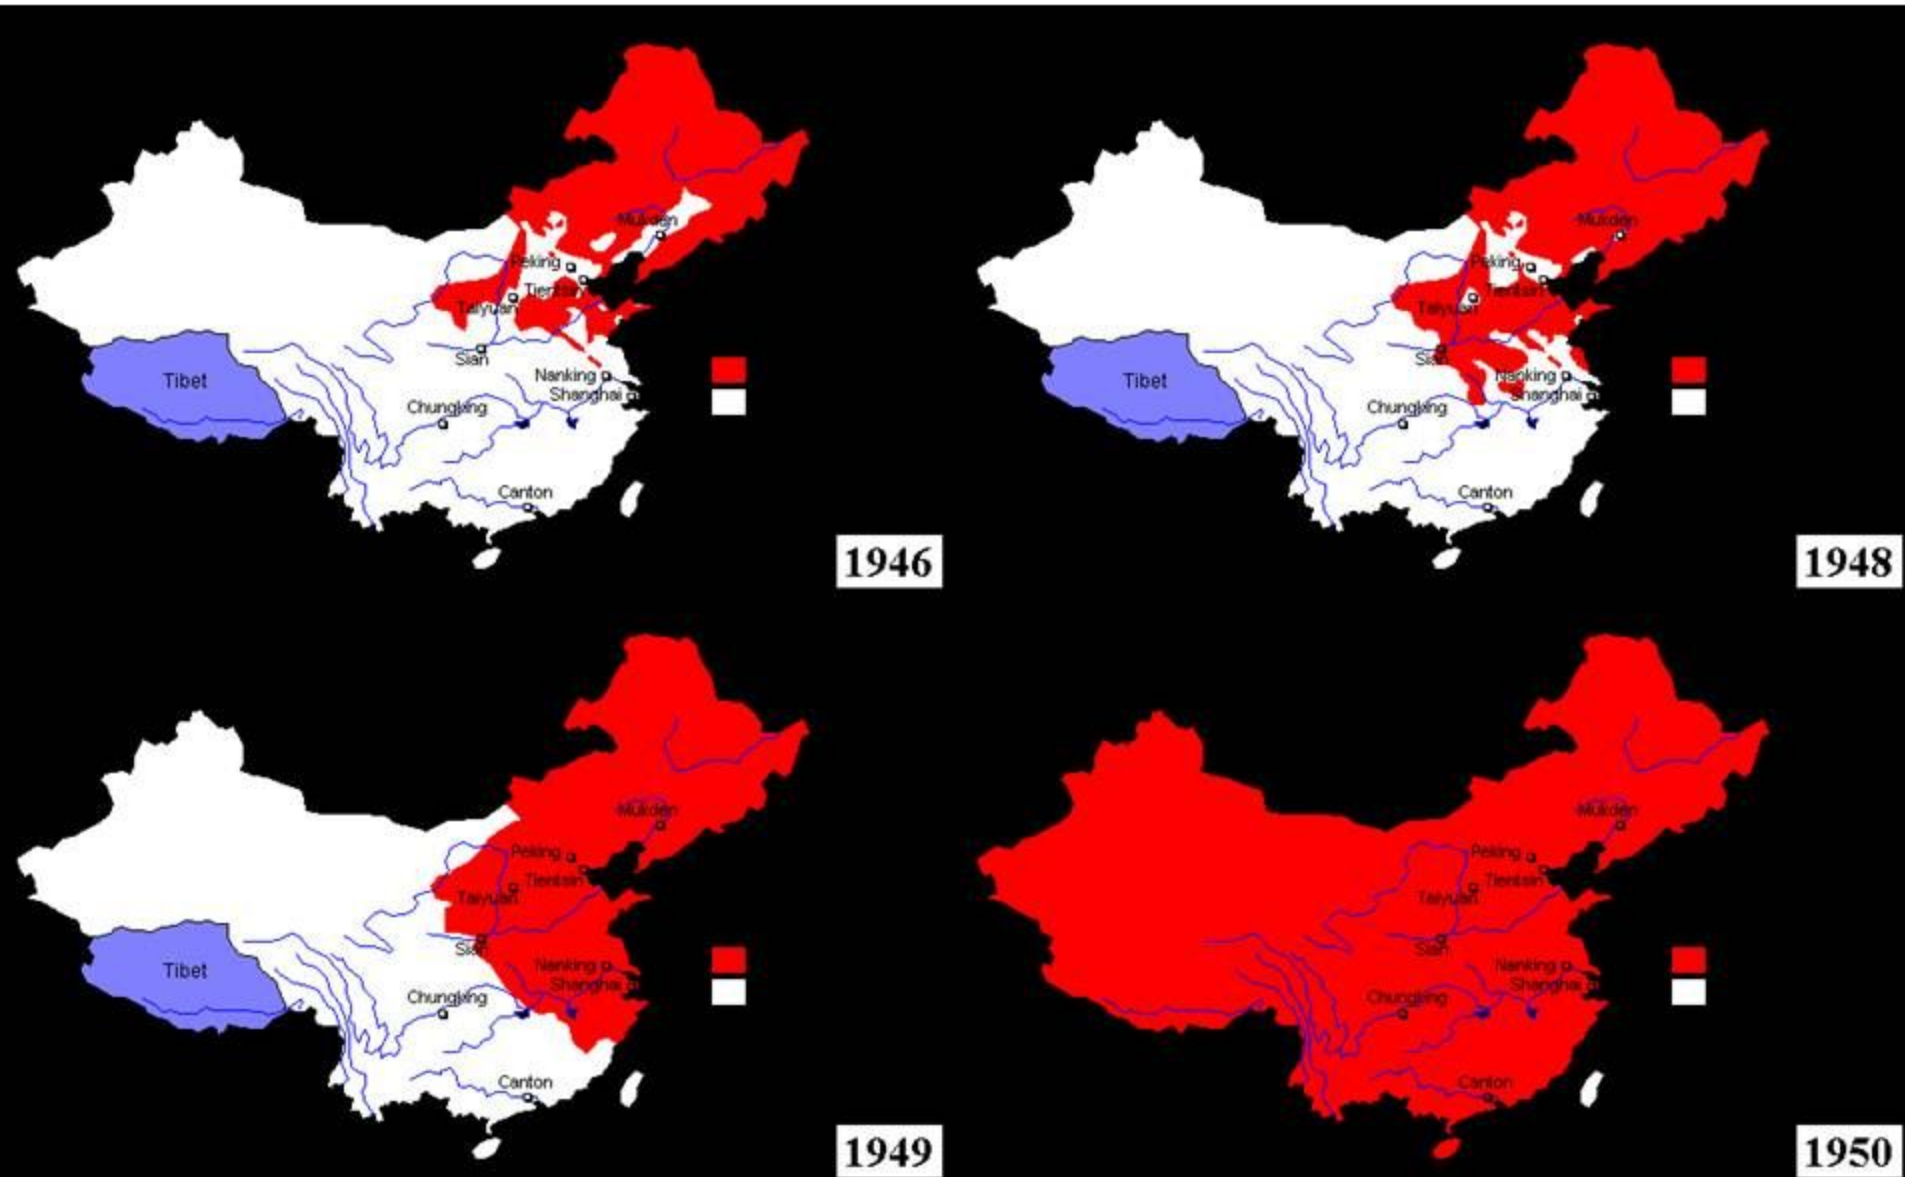 Mukden
Peking
Tientsin
Taiyuan
Sian
Tibet
Nanking
Shanghai
Chungking
Canton
1946
Mukden
Peking
Tientsin
Taiyuan
Sian
Tibet
Nanking
Shanghai
Chungking
Canton
1948
Mukden
Peking
Tientsin
Taiyuan
Sian
Tibet
Nanking
Shanghai
Chungking
Canton
1949
Mukden
Peking
Tientsin
Taiyuan
Sian
Nanking
Shanghai
Chungking
Canton
1950